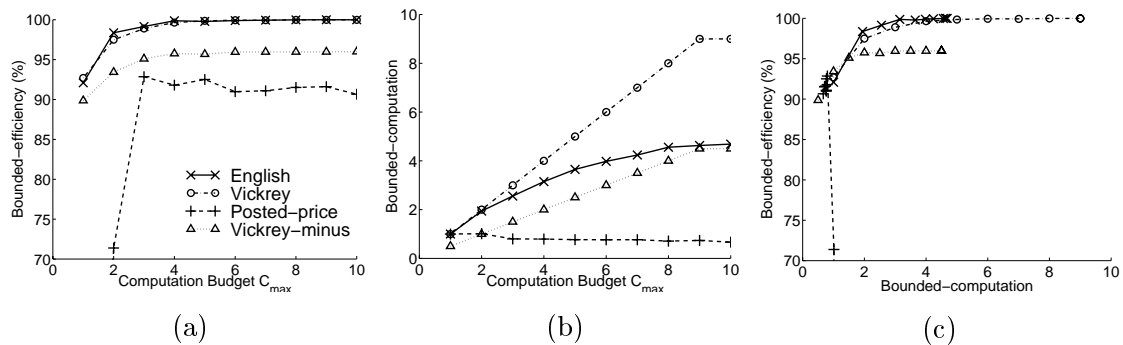 100
95
90
85
80
75
70
Bounded−efficiency (%)
English
Vickrey
Posted−price
Vickrey−minus
0 2 4 6 8 10
Computation Budget C_max
(a)
10
8
6
4
2
0
Bounded−computation
0 2 4 6 8 10
Computation Budget C_max
(b)
100
95
90
85
80
75
70
Bounded−efficiency (%)
0 2 4 6 8 10
Bounded−computation
(c)